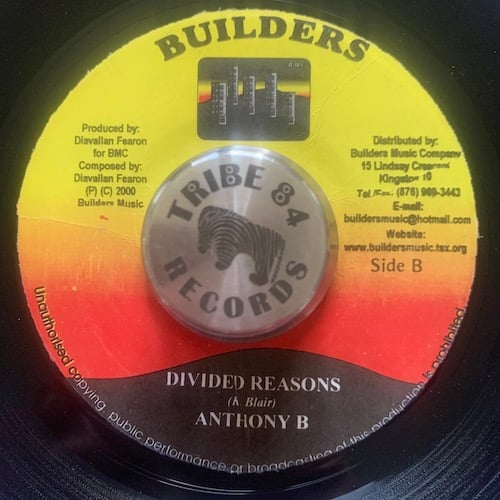 BUILDERS
Produced by:
Diavallan Fearon
for BMC
Composed by:
Diavallan Fearon
(P) (C) 2000
Builders Music
Distributed by:
Builders Music Company
15 Lindsay Crescent
Kingston 10
Tel/Fax: (876) 969-3443
E-mail:
buildersmusic@hotmail.com
Website:
www.buildersmusic.tsx.org
Side B
TRIBE 84
RECORDS
DIVIDED REASONS
(K Blair)
ANTHONY B
Unauthorised copying, public performance or broadcasting of this production is prohibited